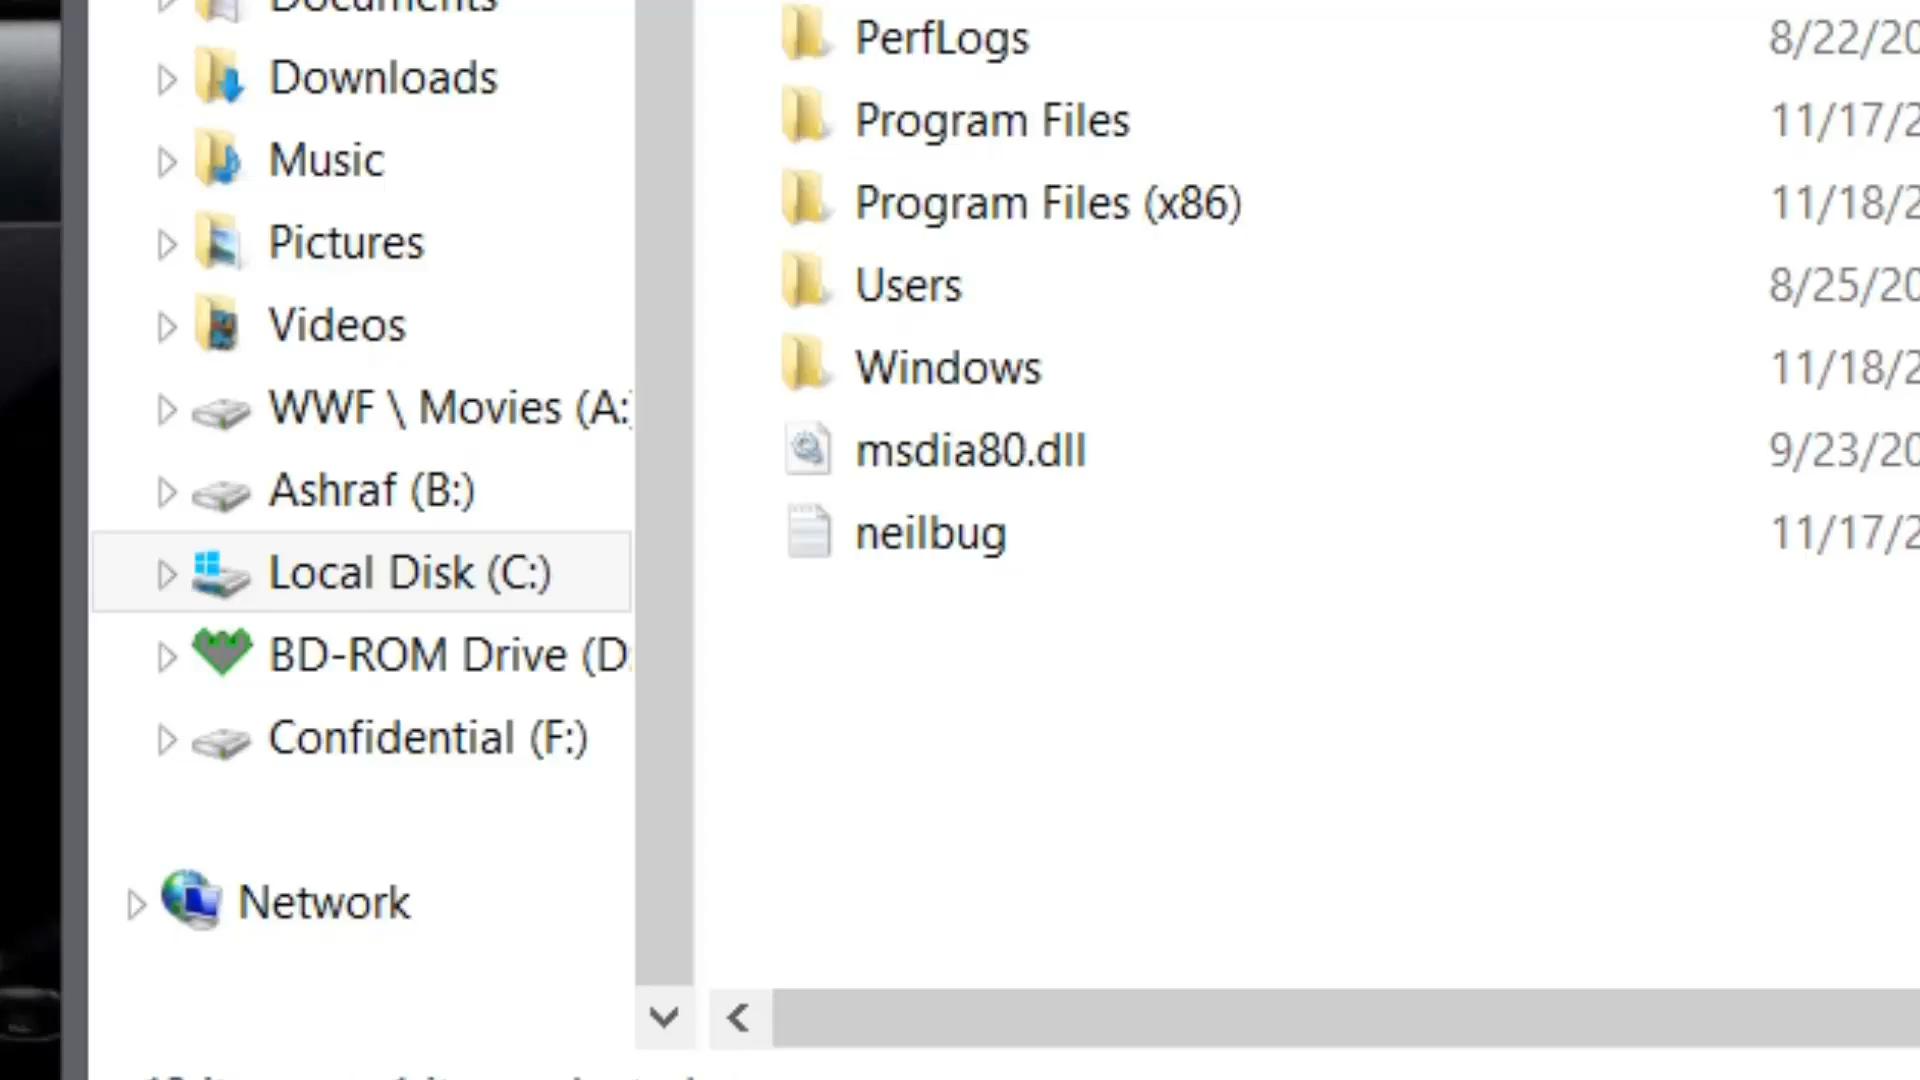 Documents
Downloads
Music
Pictures
Videos
WWF \ Movies (A:)
Ashraf (B:)
Local Disk (C:)
BD-ROM Drive (D:
Confidential (F:)
Network
PerfLogs 8/22/20
Program Files 11/17/2
Program Files (x86) 11/18/2
Users 8/25/20
Windows 11/18/2
msdia80.dll 9/23/20
neilbug 11/17/2